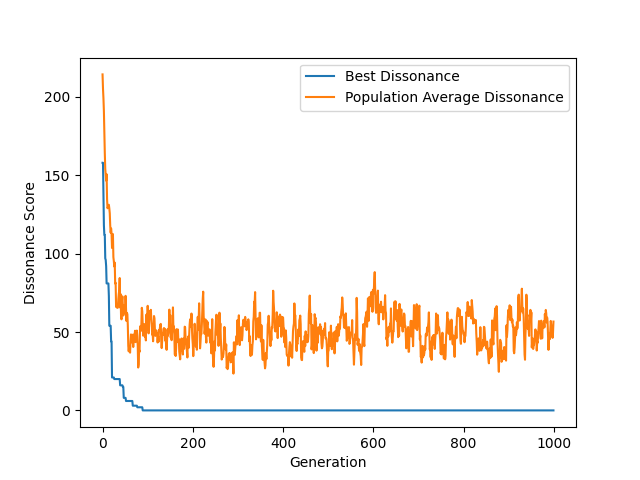 Best Dissonance
Population Average Dissonance
200
150
100
50
0
Dissonance Score
0 200 400 600 800 1000
Generation